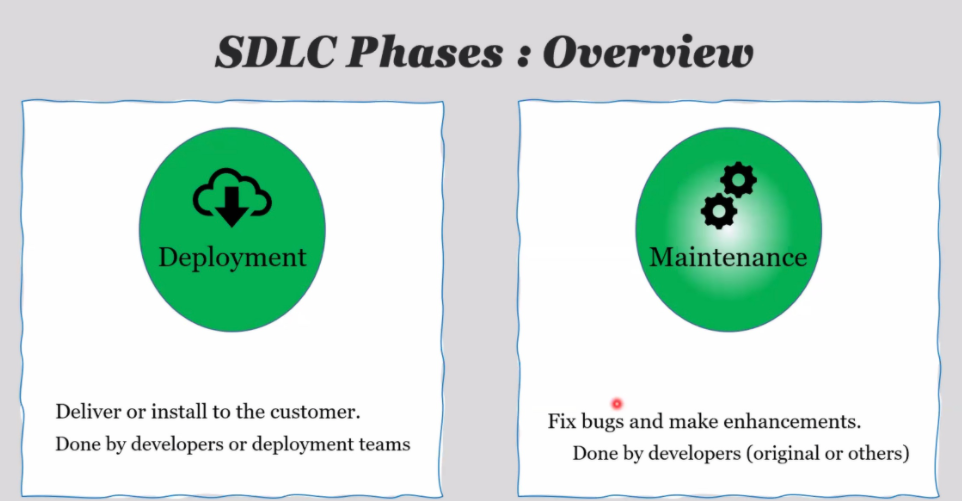 SDLC Phases : Overview
Deployment
Deliver or install to the customer.
Done by developers or deployment teams
Maintenance
Fix bugs and make enhancements.
Done by developers (original or others)